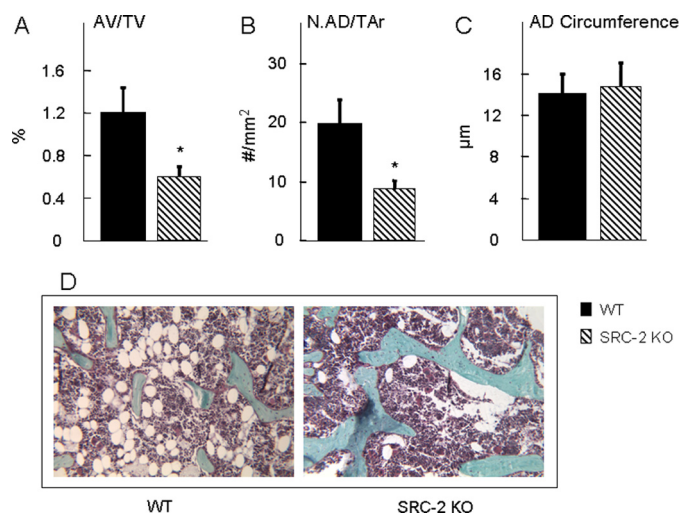 A AV/TV
B N.AD/TAr
C AD Circumference
%
1.6
1.2
0.8
0.4
0
*
#/mm2
30
20
10
0
*
µm
16
12
8
4
0
D
WT
SRC-2 KO
WT
SRC-2 KO